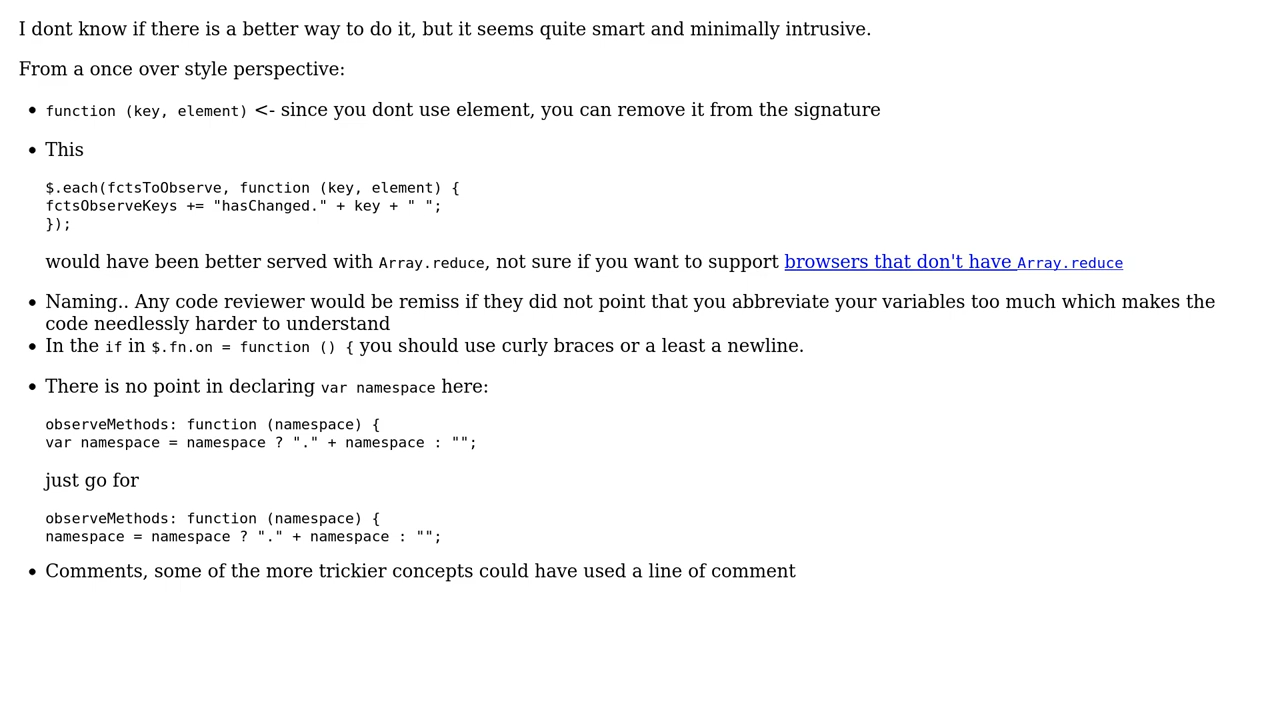 I dont know if there is a better way to do it, but it seems quite smart and minimally intrusive.
From a once over style perspective:
• function (key, element) <- since you dont use element, you can remove it from the signature
• This
$.each(fctsToObserve, function (key, element) {
fctsObserveKeys += "hasChanged." + key + " ";
});
would have been better served with Array.reduce, not sure if you want to support browsers that don't have Array.reduce
• Naming.. Any code reviewer would be remiss if they did not point that you abbreviate your variables too much which makes the
code needlessly harder to understand
• In the if in $.fn.on = function () { you should use curly braces or a least a newline.
• There is no point in declaring var namespace here:
observeMethods: function (namespace) {
var namespace = namespace ? "." + namespace : "";
just go for
observeMethods: function (namespace) {
namespace = namespace ? "." + namespace : "";
• Comments, some of the more trickier concepts could have used a line of comment